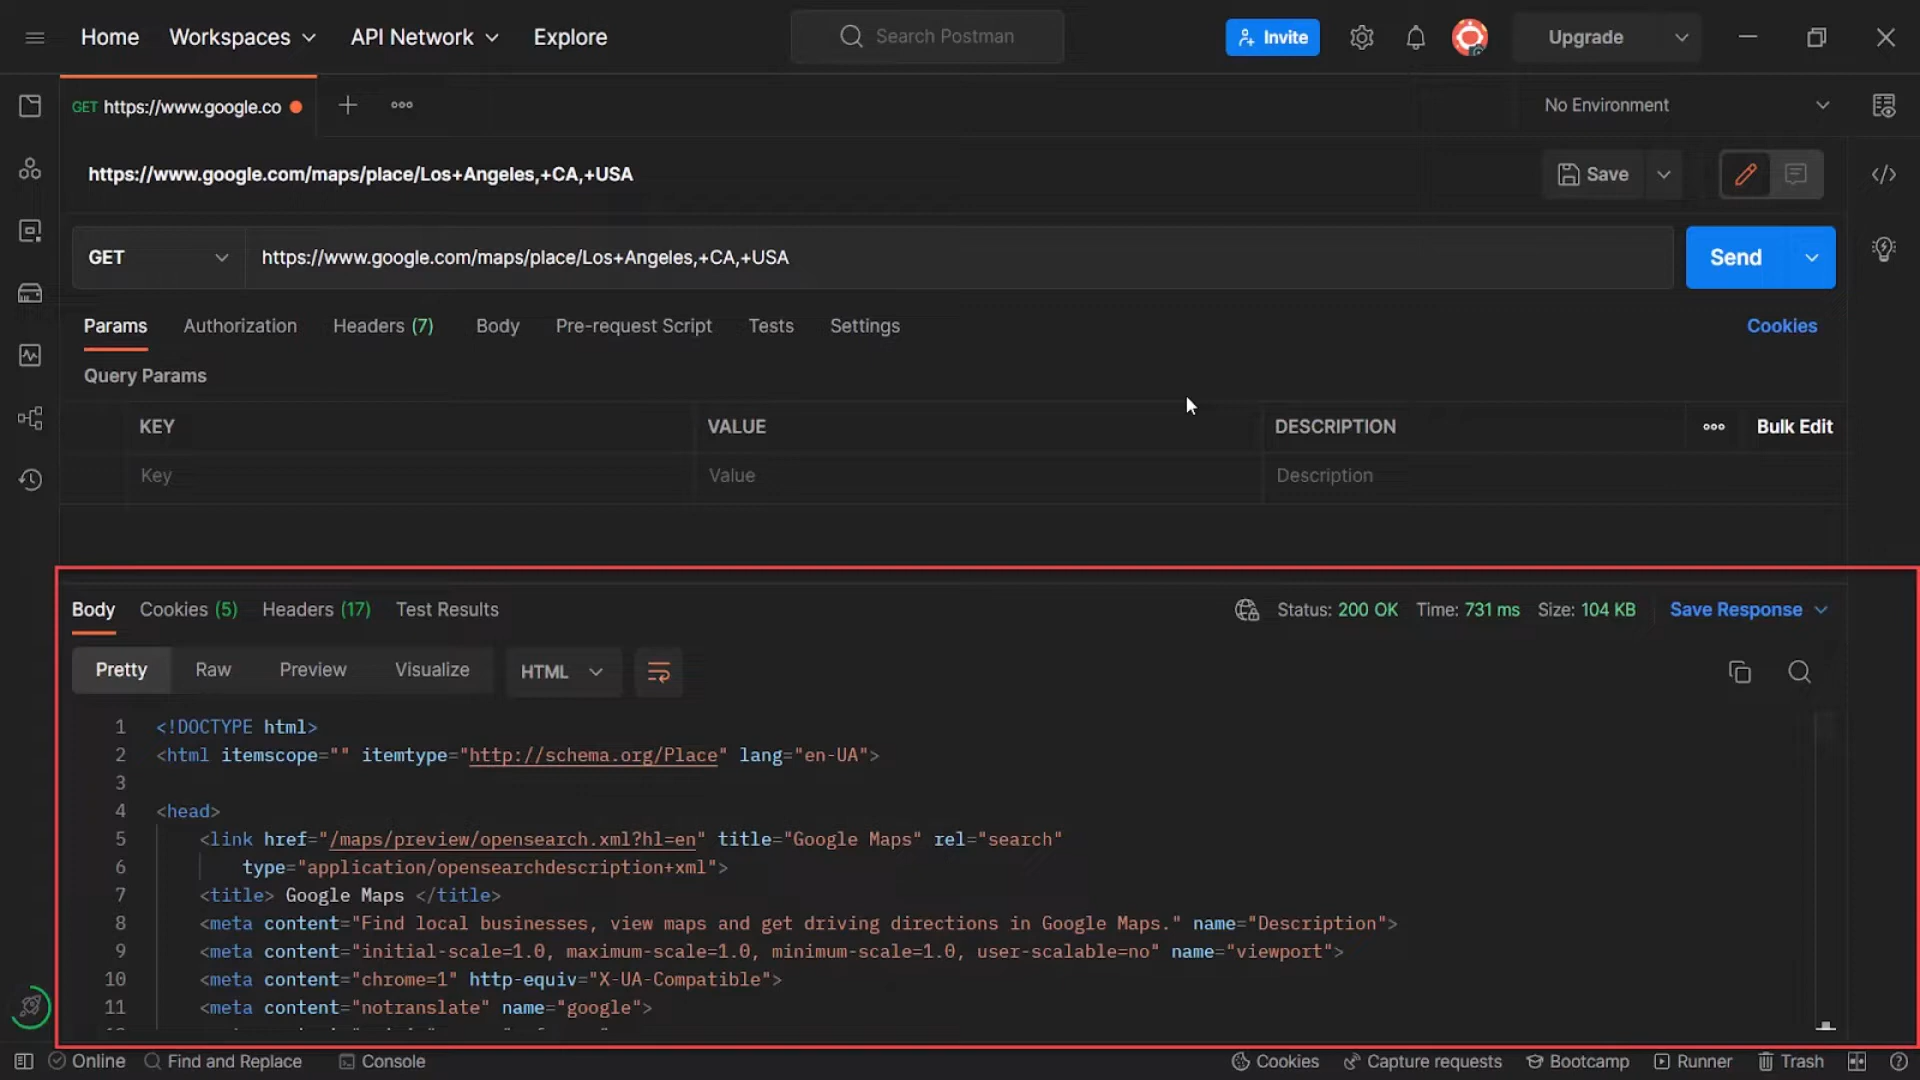 Home Workspaces API Network Explore Search Postman Invite Upgrade
GET https://www.google.co No Environment
https://www.google.com/maps/place/Los+Angeles,+CA,+USA Save
GET https://www.google.com/maps/place/Los+Angeles,+CA,+USA Send
Params Authorization Headers (7) Body Pre-request Script Tests Settings Cookies
Query Params
KEY VALUE DESCRIPTION Bulk Edit
Key Value Description
Body Cookies (5) Headers (17) Test Results Status: 200 OK Time: 731 ms Size: 104 KB Save Response
Pretty Raw Preview Visualize HTML
1 <!DOCTYPE html>
2 <html itemscope="" itemtype="http://schema.org/Place" lang="en-UA">
3
4 <head>
5 <link href="/maps/preview/opensearch.xml?hl=en" title="Google Maps" rel="search"
6 type="application/opensearchdescription+xml">
7 <title> Google Maps </title>
8 <meta content="Find local businesses, view maps and get driving directions in Google Maps." name="Description">
9 <meta content="initial-scale=1.0, maximum-scale=1.0, minimum-scale=1.0, user-scalable=no" name="viewport">
10 <meta content="chrome=1" http-equiv="X-UA-Compatible">
11 <meta content="notranslate" name="google">
Online Find and Replace Console Cookies Capture requests Bootcamp Runner Trash